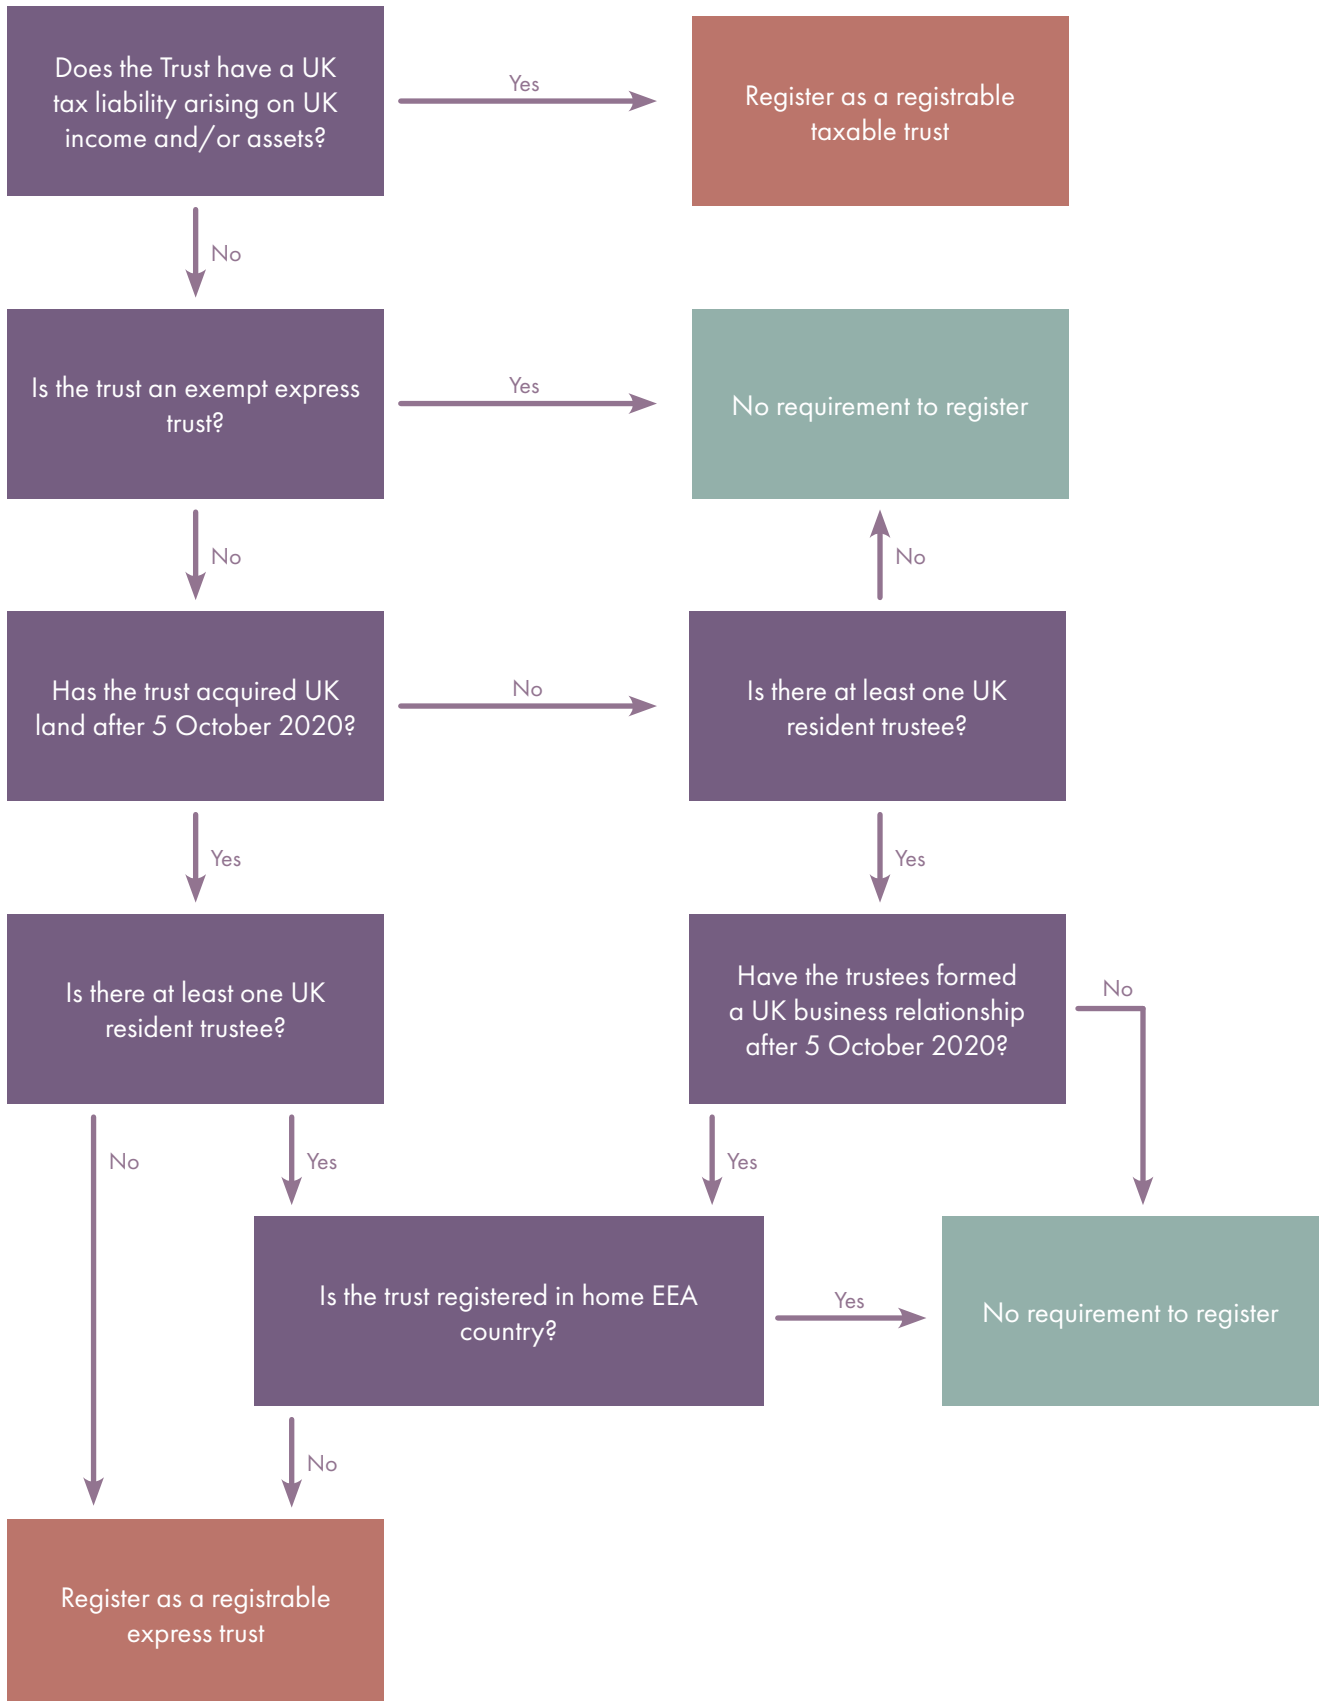 Does the Trust have a UK
tax liability arising on UK
income and/or assets?
Yes
Register as a registrable
taxable trust
No
Is the trust an exempt express
trust?
Yes
No requirement to register
No
No
Has the trust acquired UK
land after 5 October 2020?
No
Is there at least one UK
resident trustee?
Yes
Yes
Is there at least one UK
resident trustee?
Have the trustees formed
a UK business relationship
after 5 October 2020?
No
No
Yes
Yes
Is the trust registered in home EEA
country?
Yes
No requirement to register
No
Register as a registrable
express trust